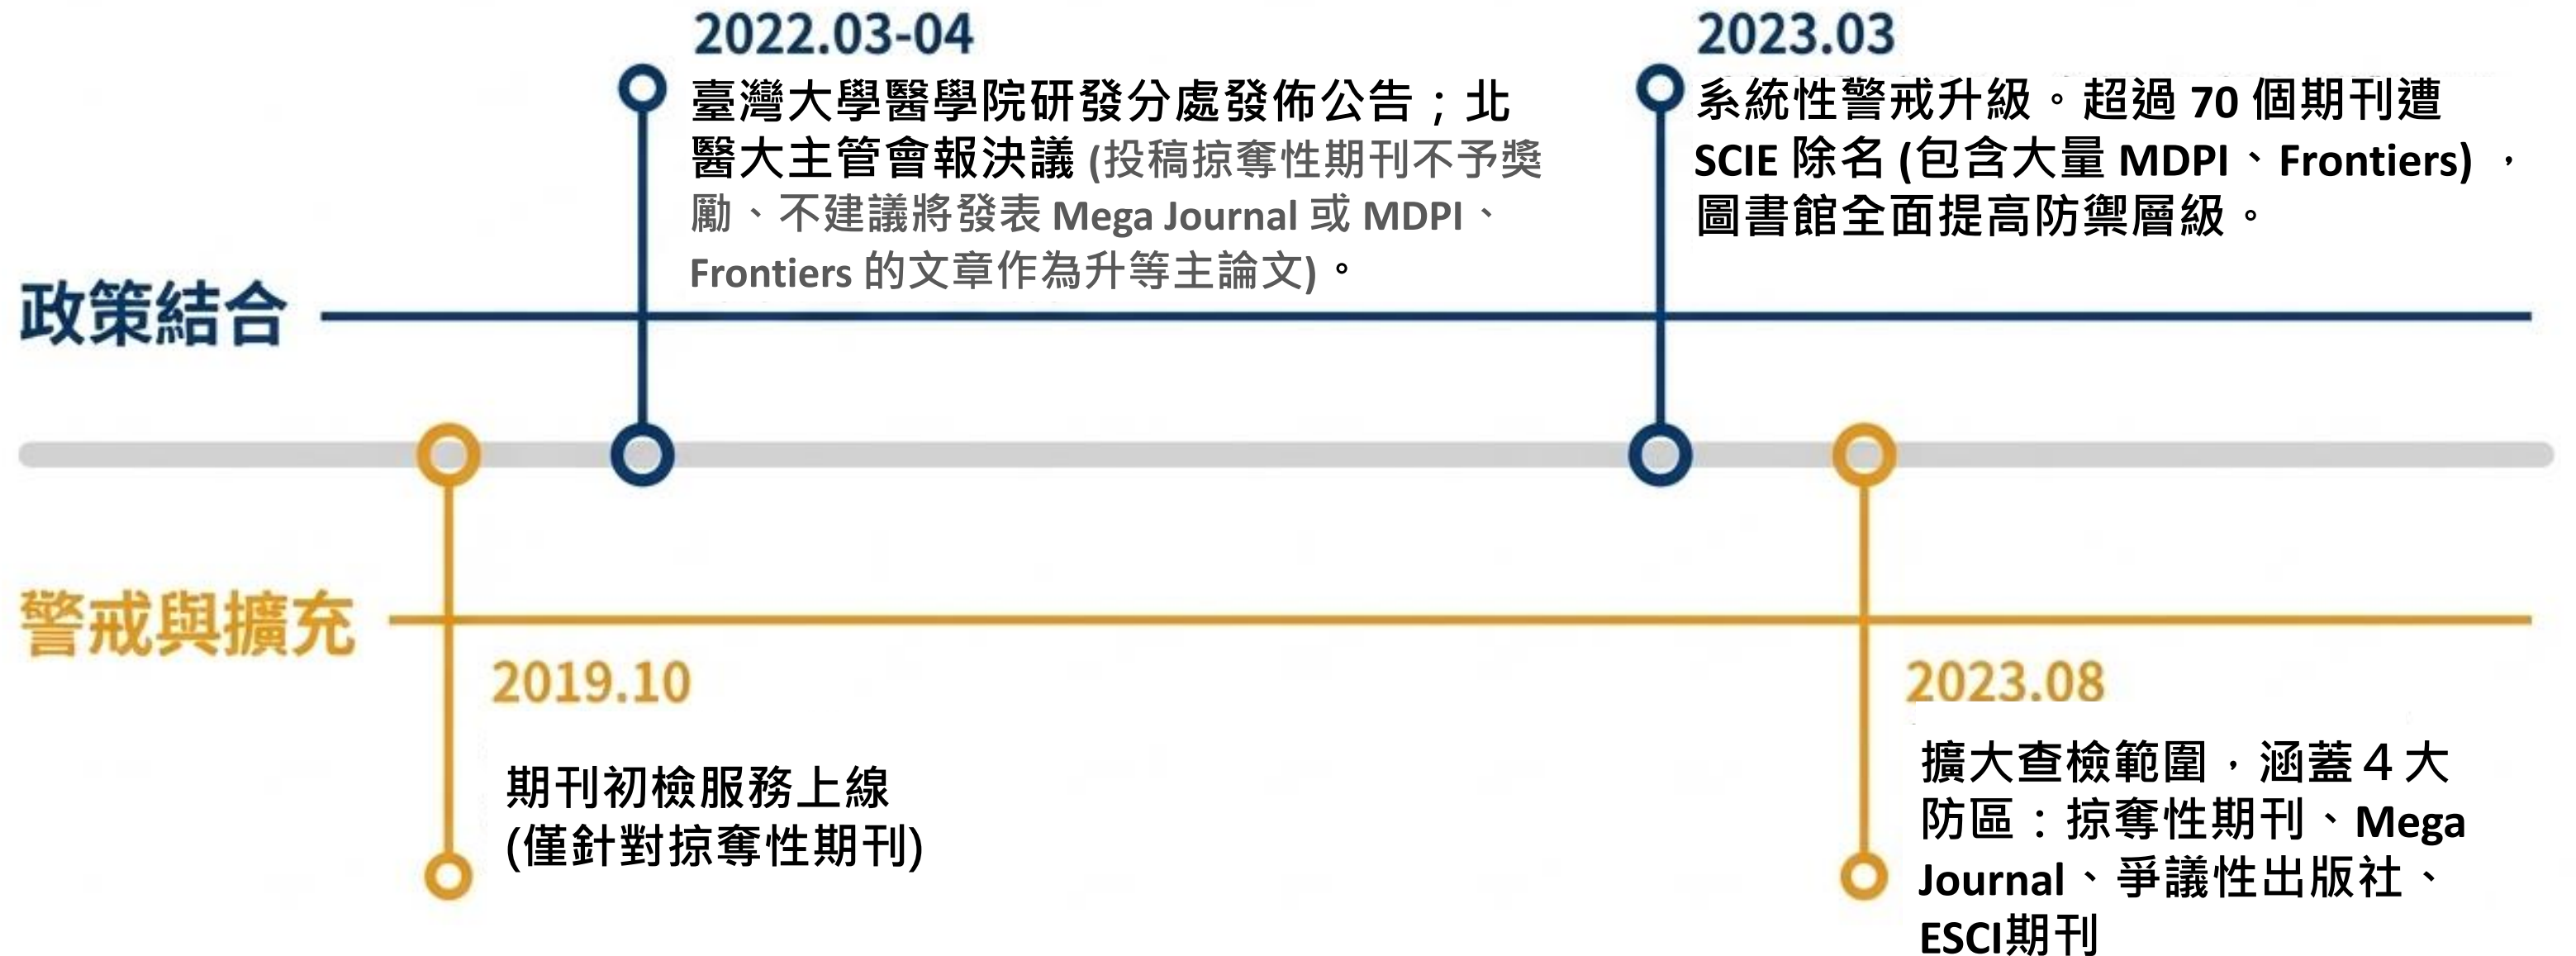 2022.03-04
臺灣大學醫學院研發分處發佈公告；北
醫大主管會報決議 (投稿掠奪性期刊不予獎
勵、不建議將發表 Mega Journal 或 MDPI、
Frontiers 的文章作為升等主論文)。
2023.03
系統性警戒升級。超過 70 個期刊遭
SCIE 除名 (包含大量 MDPI、Frontiers)，
圖書館全面提高防禦層級。
政策結合
警戒與擴充
2019.10
期刊初檢服務上線
(僅針對掠奪性期刊)
2023.08
擴大查檢範圍，涵蓋４大
防區：掠奪性期刊、Mega
Journal、爭議性出版社、
ESCI期刊